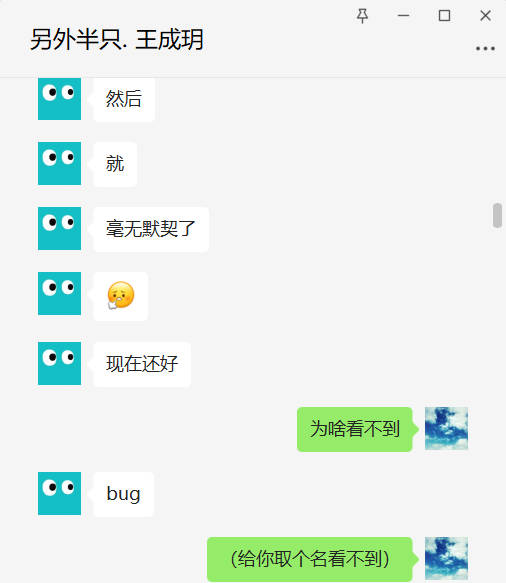 另外半只. 王成玥
然后
就
毫无默契了
现在还好
为啥看不到
bug
（给你取个名看不到）